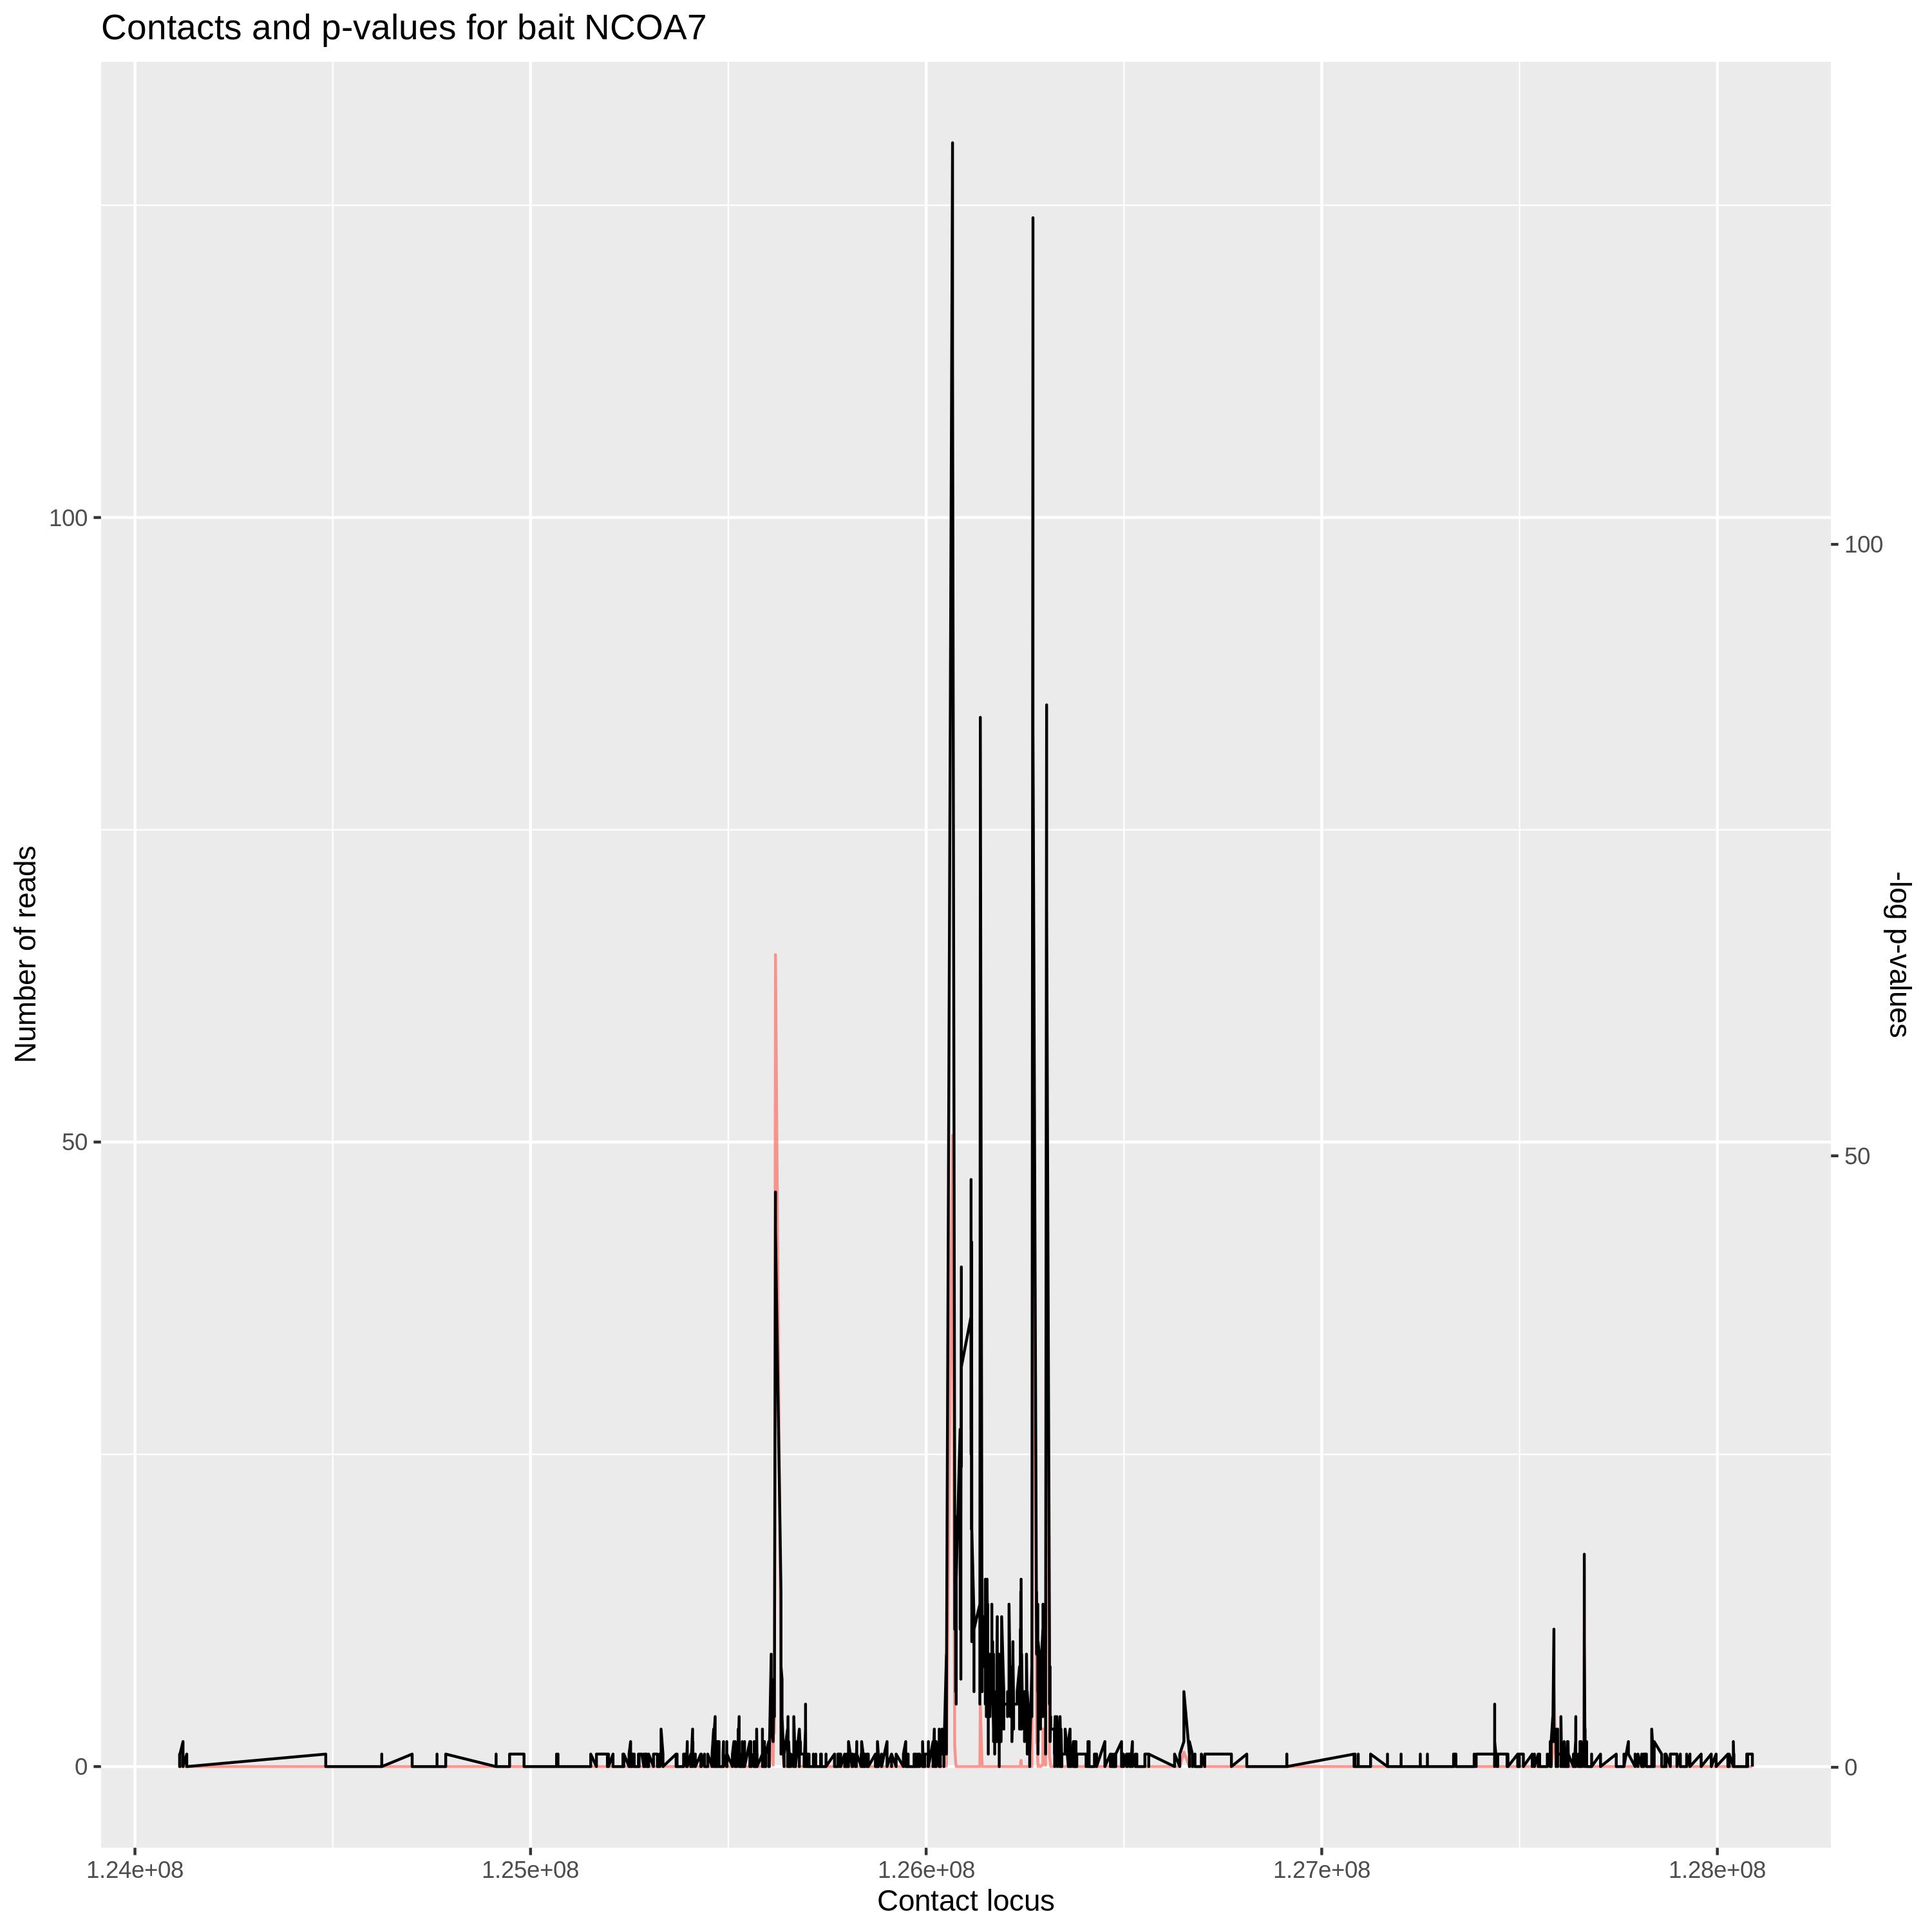 Contacts and p-values for bait NCOA7
Number of reads
100
50
0
100
50
0
-log p-values
1.24e+08
1.25e+08
1.26e+08
1.27e+08
1.28e+08
Contact locus